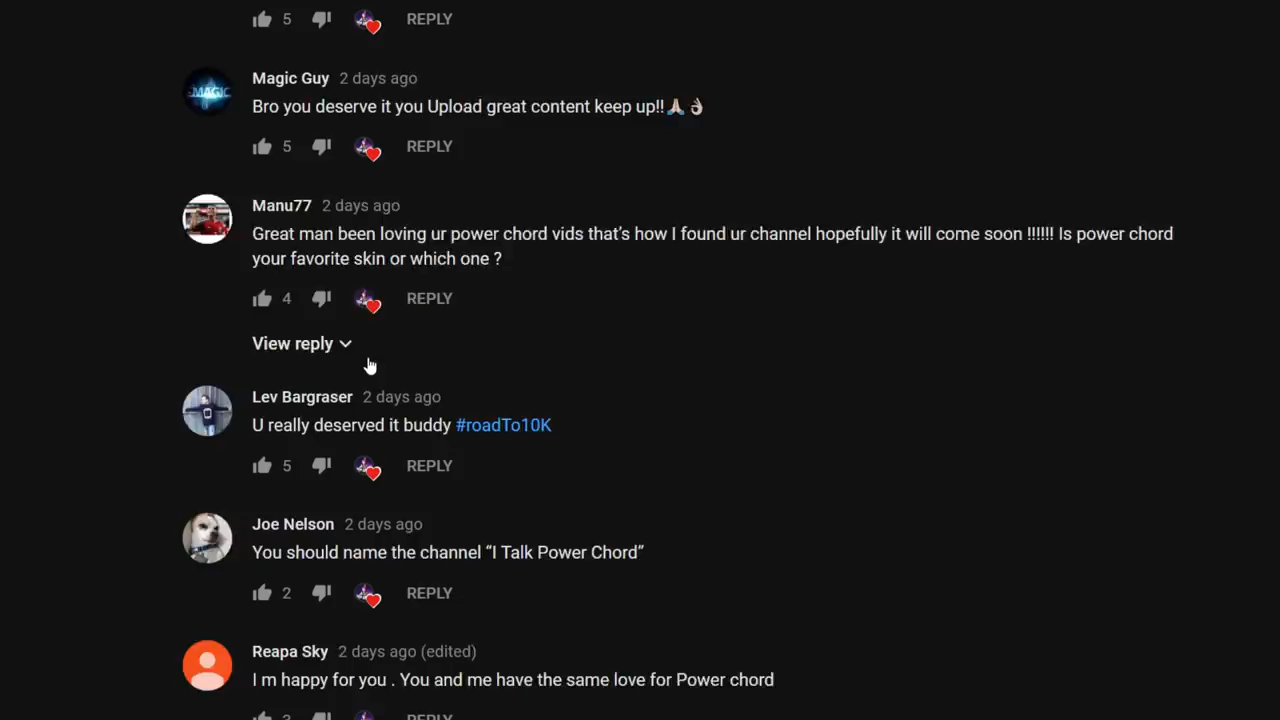 5 REPLY
Magic Guy 2 days ago
MAGIC
Bro you deserve it you Upload great content keep up!!🙏🏼👌🏼
5 REPLY
Manu77 2 days ago
Great man been loving ur power chord vids that's how I found ur channel hopefully it will come soon !!!!!! Is power chord
your favorite skin or which one ?
4 REPLY
View reply
Lev Bargraser 2 days ago
U really deserved it buddy #roadTo10K
5 REPLY
Joe Nelson 2 days ago
You should name the channel “I Talk Power Chord”
2 REPLY
Reapa Sky 2 days ago (edited)
I m happy for you . You and me have the same love for Power chord
3 REPLY